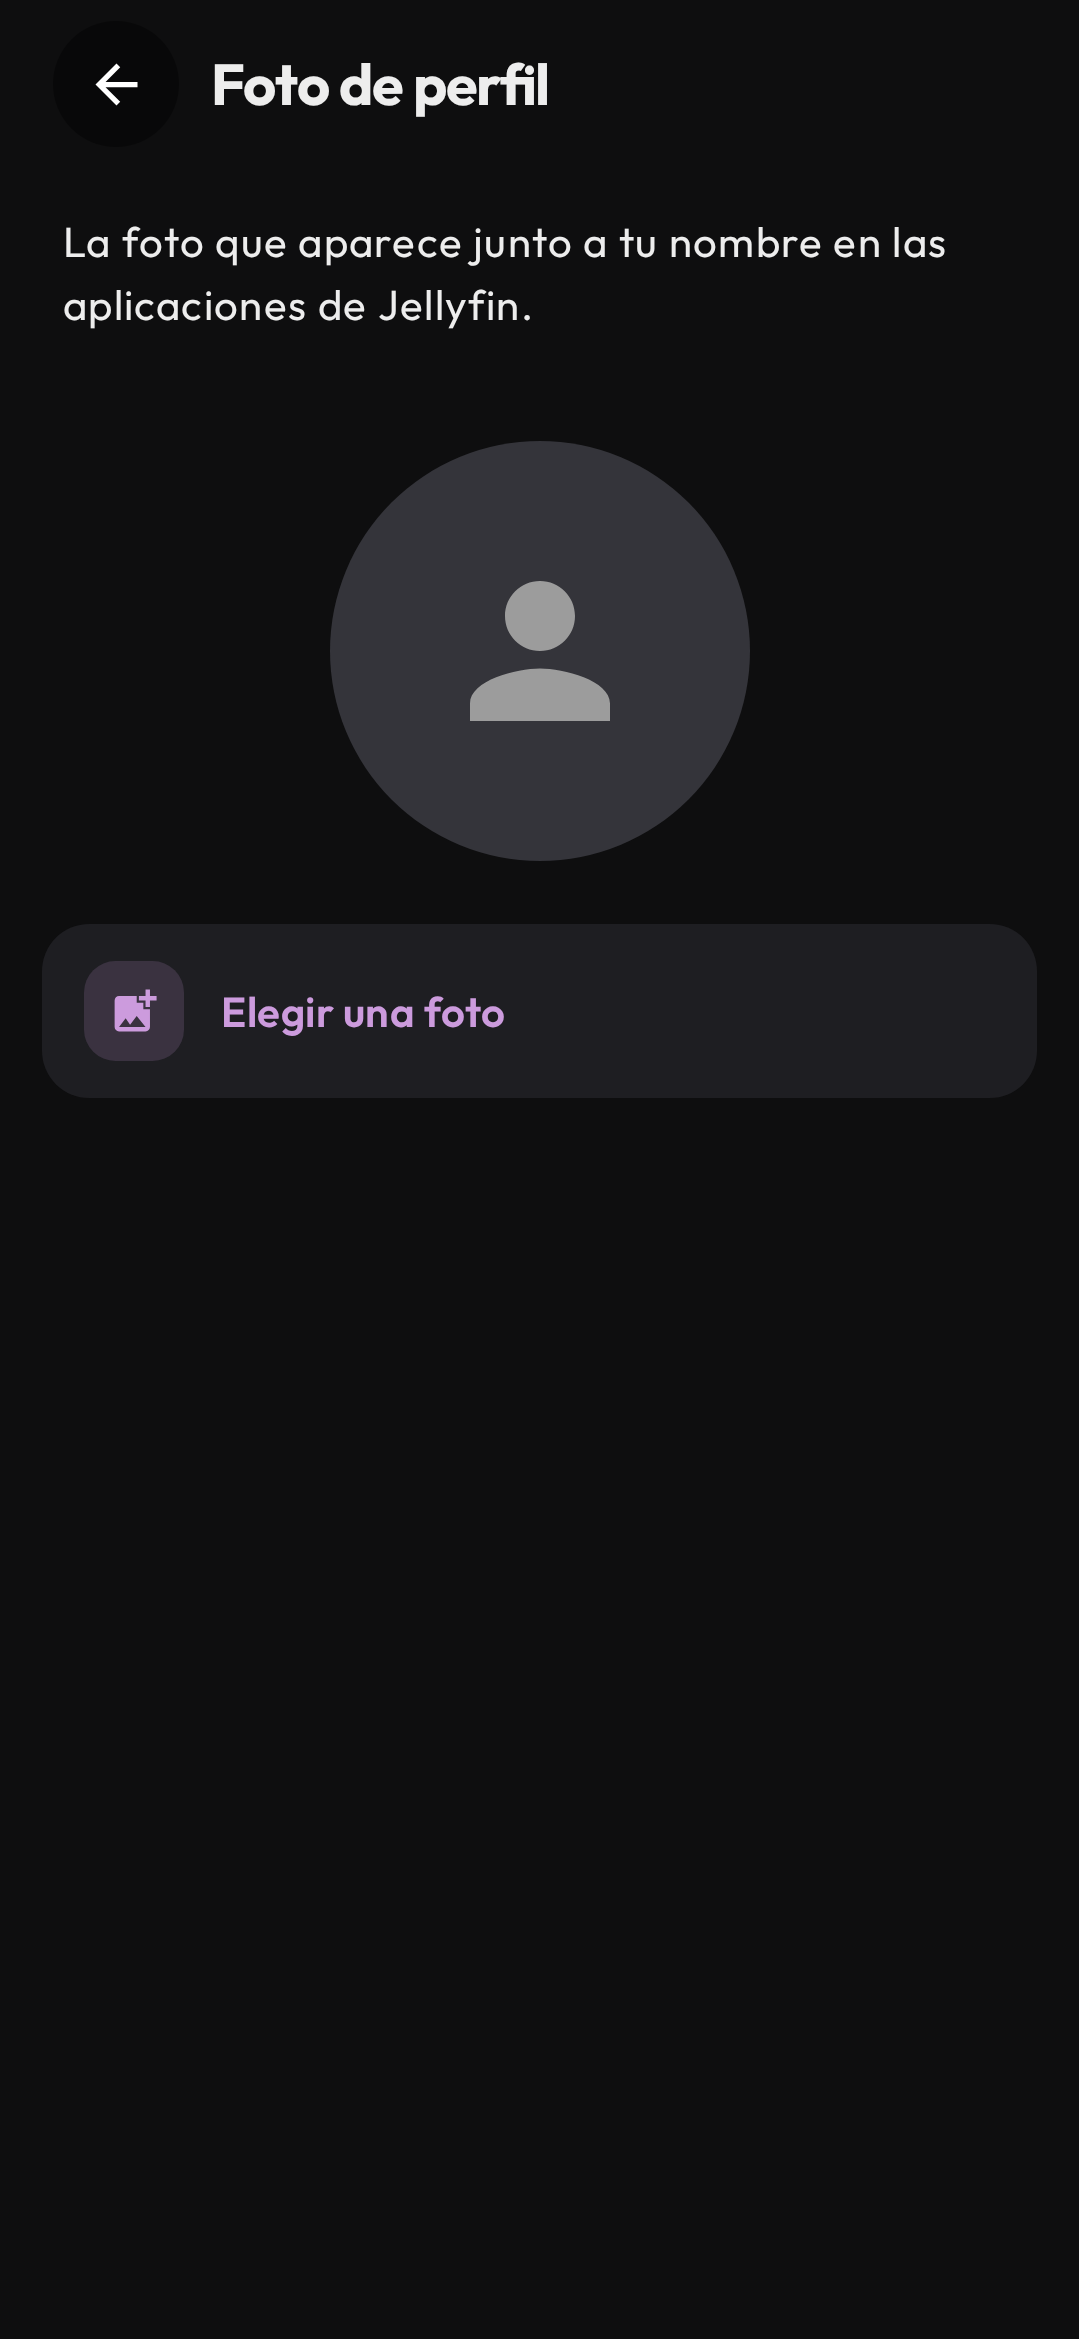 Foto de perfil
La foto que aparece junto a tu nombre en las
aplicaciones de Jellyfin.
Elegir una foto